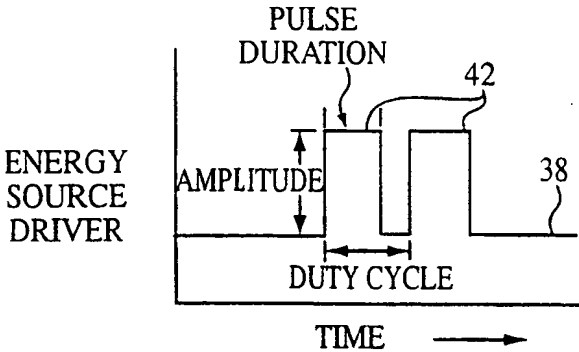 PULSE
DURATION
42
ENERGY
SOURCE
DRIVER
AMPLITUDE
38
DUTY CYCLE
TIME